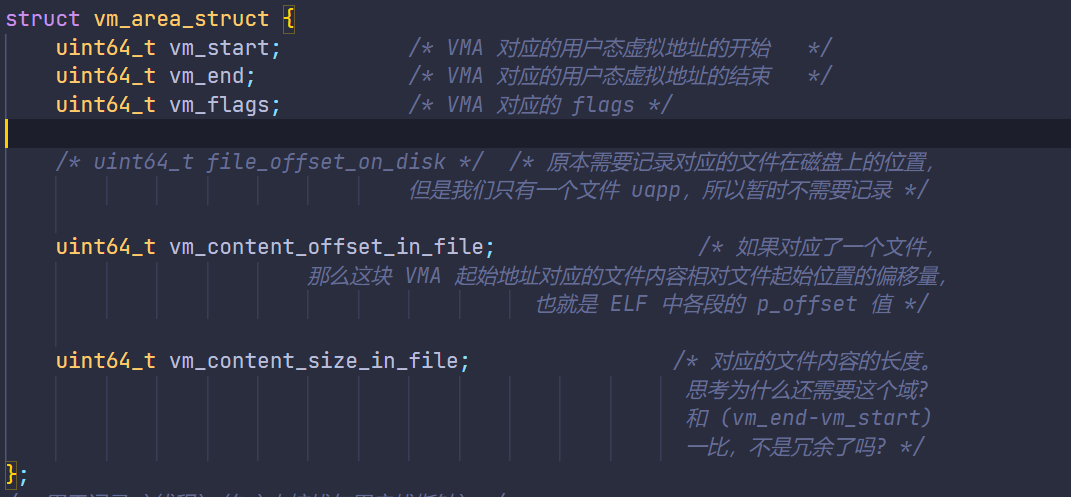 struct vm_area_struct {
    uint64_t vm_start;          /* VMA 对应的用户态虚拟地址的开始   */
    uint64_t vm_end;            /* VMA 对应的用户态虚拟地址的结束   */
    uint64_t vm_flags;          /* VMA 对应的 flags */
    /* uint64_t file_offset_on_disk */  /* 原本需要记录对应的文件在磁盘上的位置,
                                但是我们只有一个文件 uapp，所以暂时不需要记录 */
    uint64_t vm_content_offset_in_file;                /* 如果对应了一个文件,
                        那么这块 VMA 起始地址对应的文件内容相对文件起始位置的偏移量,
                                          也就是 ELF 中各段的 p_offset 值 */
    uint64_t vm_content_size_in_file;                /* 对应的文件内容的长度。
                                                      思考为什么还需要这个域?
                                                      和 (vm_end-vm_start)
                                                      一比，不是冗余了吗? */
};